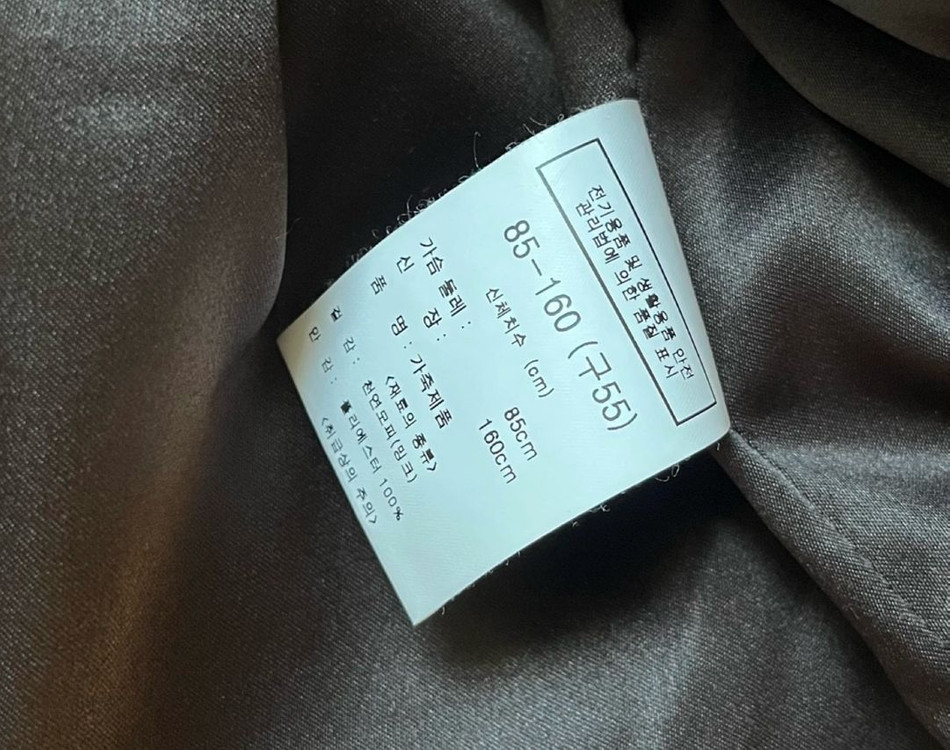 전기용품 및 생활용품 안전
관리법에 의한 품질 표시
85-160 (구55)
신체치수 (cm)
가슴 둘레 : 85cm
신 장 : 160cm
품 명 : 가죽제품
<재료의 종류>
겉 감 : 천연모피(밍크)
안 감 : 폴리에스터 100%
<취급상의 주의>